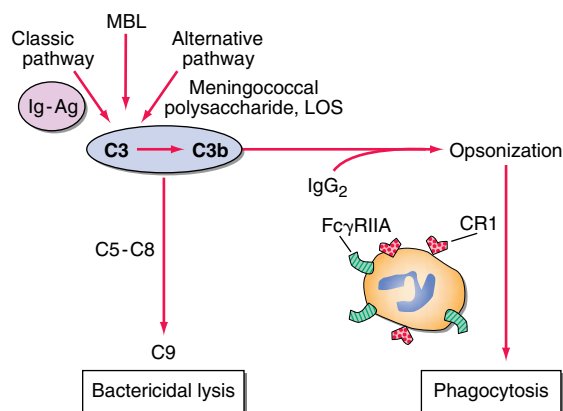 MBL
Classic
pathway
Alternative
pathway
Ig-Ag
Meningococcal
polysaccharide, LOS
C3
C3b
Opsonization
IgG2
FcγRIIA
CR1
C5-C8
C9
Bactericidal lysis
Phagocytosis